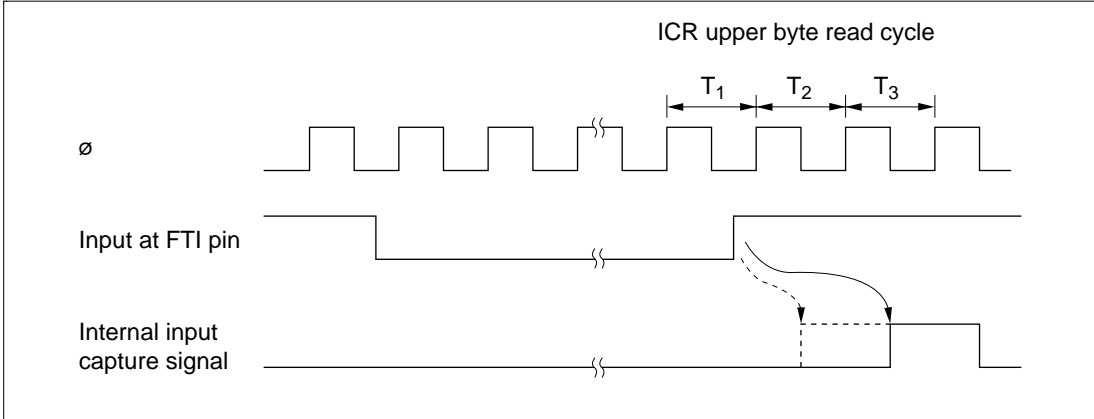 ICR upper byte read cycle
T1 T2 T3
ø
Input at FTI pin
Internal input
capture signal